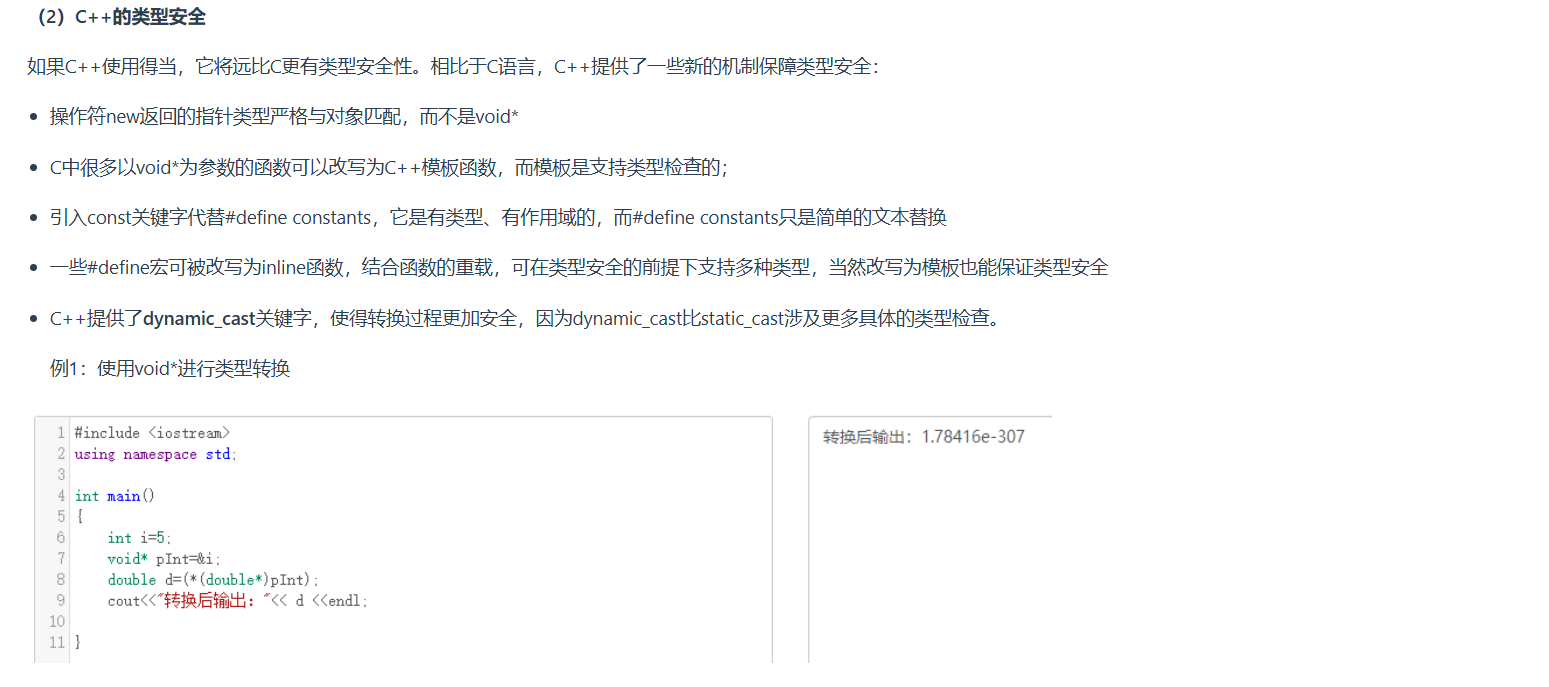 （2）C++的类型安全
如果C++使用得当，它将远比C更有类型安全性。相比于C语言，C++提供了一些新的机制保障类型安全：
• 操作符new返回的指针类型严格与对象匹配，而不是void*
• C中很多以void*为参数的函数可以改写为C++模板函数，而模板是支持类型检查的；
• 引入const关键字代替#define constants，它是有类型、有作用域的，而#define constants只是简单的文本替换
• 一些#define宏可被改写为inline函数，结合函数的重载，可在类型安全的前提下支持多种类型，当然改写为模板也能保证类型安全
• C++提供了dynamic_cast关键字，使得转换过程更加安全，因为dynamic_cast比static_cast涉及更多具体的类型检查。
例1：使用void*进行类型转换
1 #include <iostream>
2 using namespace std;
3
4 int main()
5 {
6     int i=5;
7     void* pInt=&i;
8     double d=(*(double*)pInt);
9     cout<<"转换后输出："<< d <<endl;
10
11 }
转换后输出：1.78416e-307